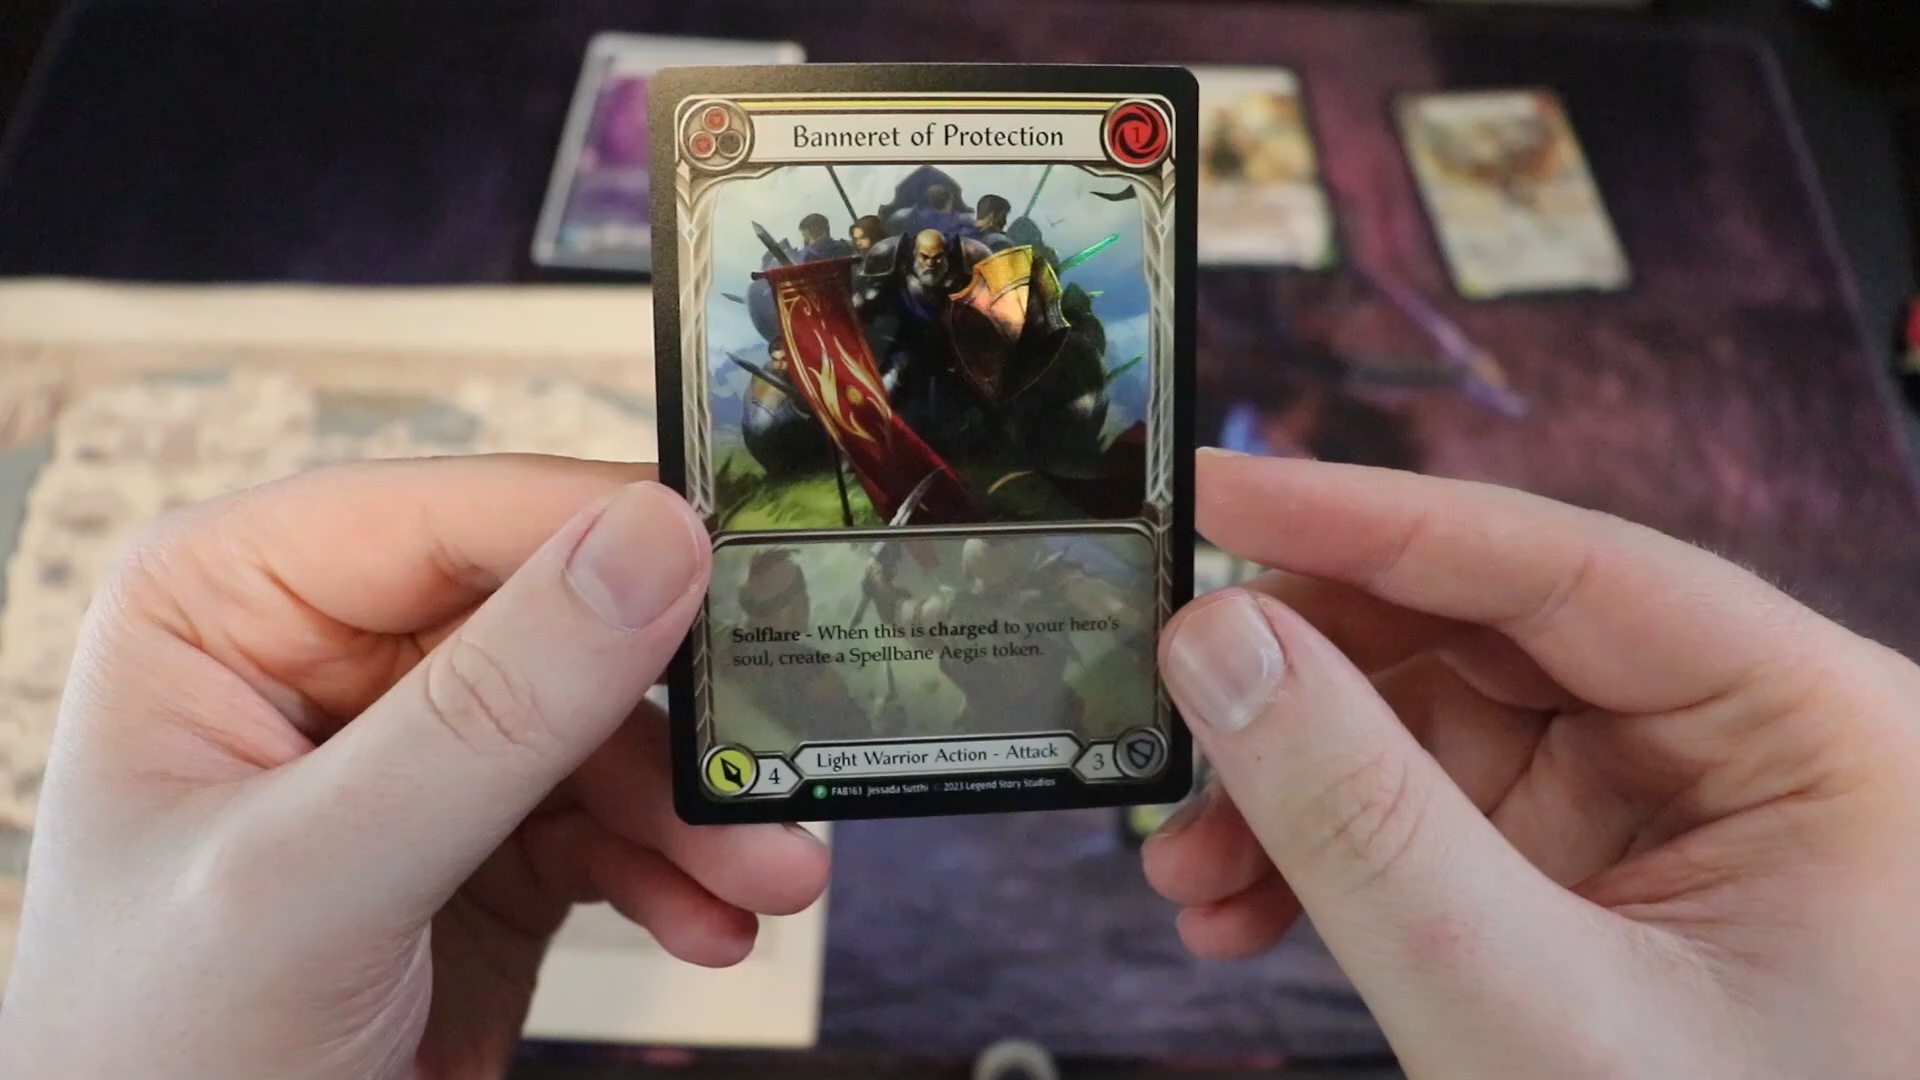 Banneret of Protection
1
Solflare - When this is charged to your hero's
soul, create a Spellbane Aegis token.
4
Light Warrior Action - Attack
3
P FAB163 Jessada Sutthi © 2023 Legend Story Studios